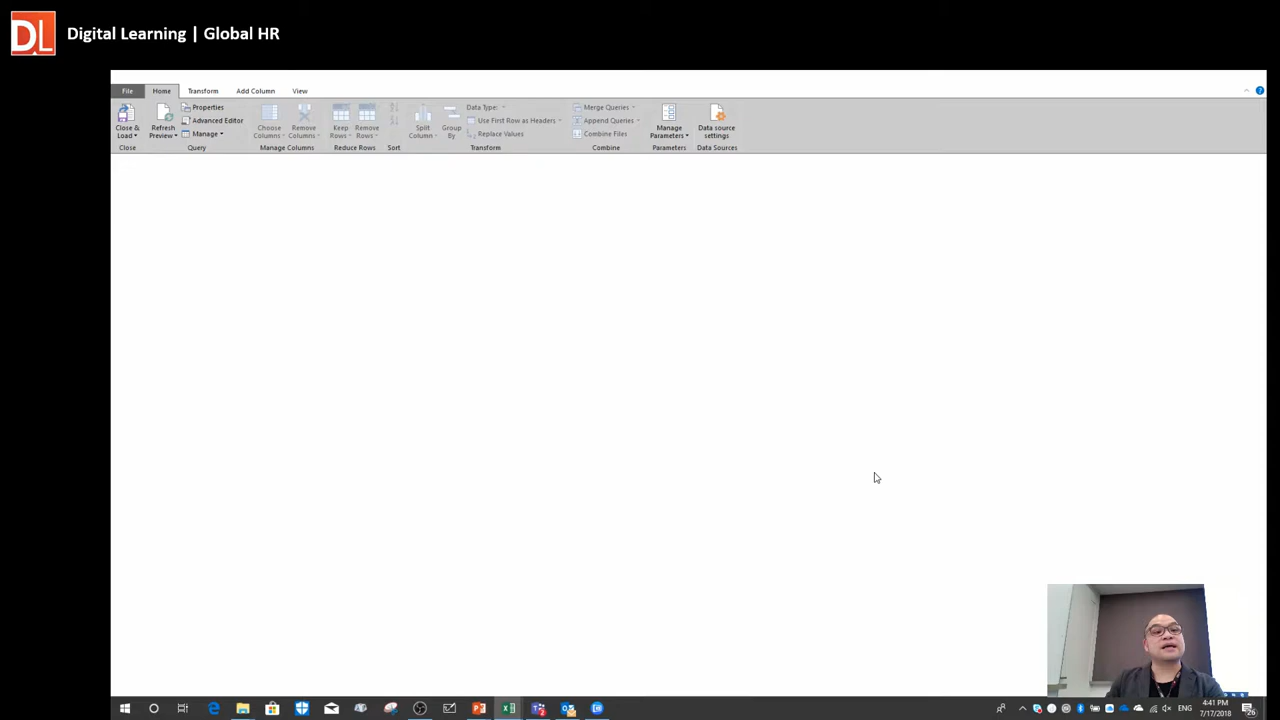 DL Digital Learning | Global HR
File Home Transform Add Column View
Close & Load
Refresh Preview
Properties
Advanced Editor
Manage
Choose Columns
Remove Columns
Keep Rows
Remove Rows
Split Column
Group By
Data Type:
Use First Row as Headers
Replace Values
Merge Queries
Append Queries
Combine Files
Manage Parameters
Data source settings
Close Query Manage Columns Reduce Rows Sort Transform Combine Parameters Data Sources
ENG
4:41 PM
7/17/2018
26